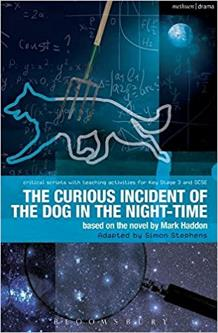 methuen | drama
critical scripts with teaching activities for Key Stage 3 and GCSE
THE CURIOUS INCIDENT OF
THE DOG IN THE NIGHT-TIME
based on the novel by Mark Haddon
Adapted by Simon Stephens
BLOOMSBURY